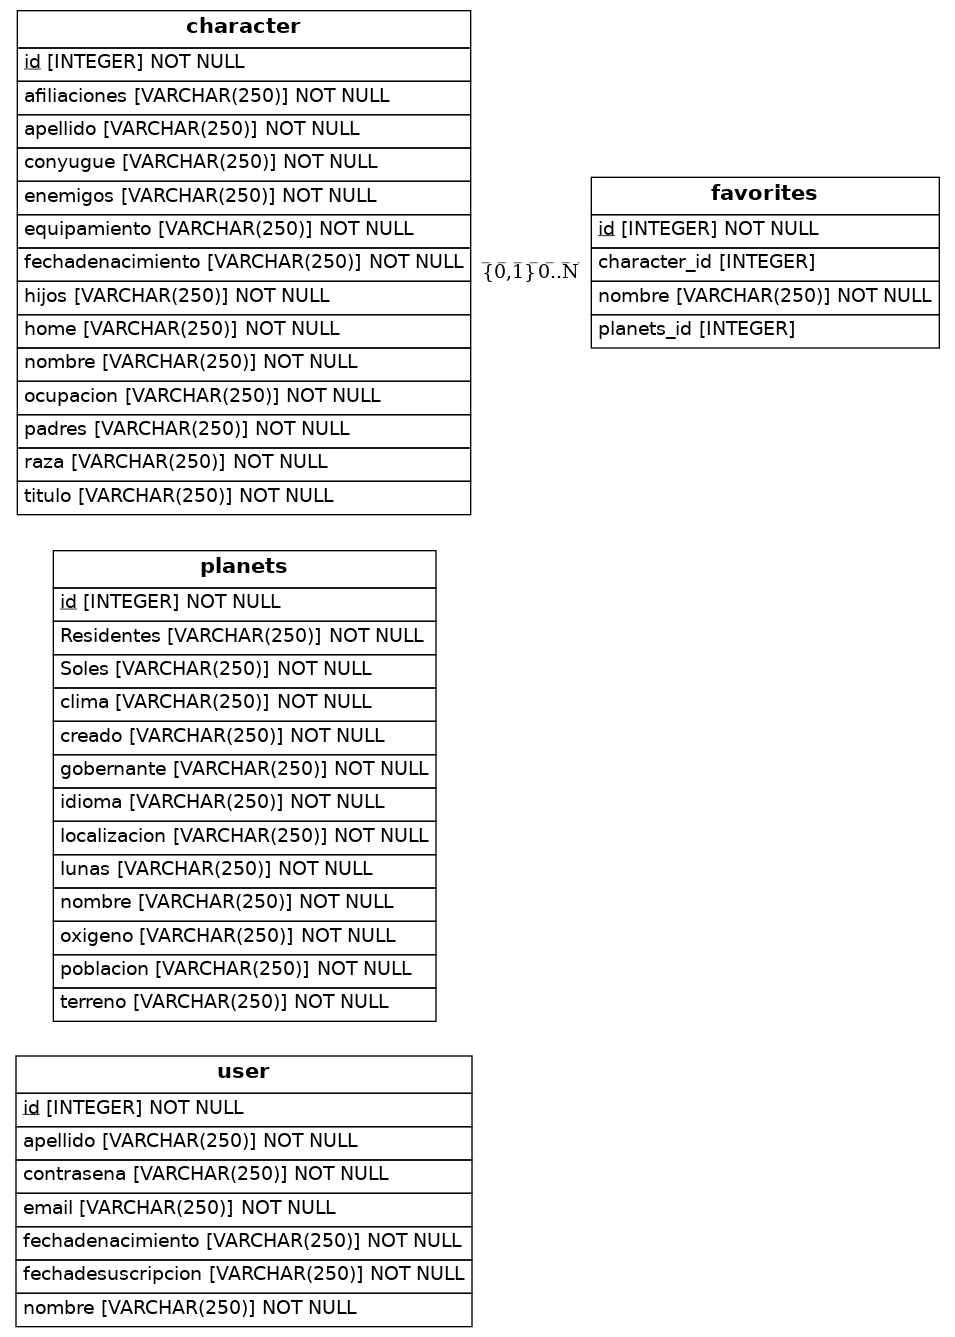 character
id [INTEGER] NOT NULL
afiliaciones [VARCHAR(250)] NOT NULL
apellido [VARCHAR(250)] NOT NULL
conyugue [VARCHAR(250)] NOT NULL
enemigos [VARCHAR(250)] NOT NULL
equipamiento [VARCHAR(250)] NOT NULL
fechadenacimiento [VARCHAR(250)] NOT NULL
hijos [VARCHAR(250)] NOT NULL
home [VARCHAR(250)] NOT NULL
nombre [VARCHAR(250)] NOT NULL
ocupacion [VARCHAR(250)] NOT NULL
padres [VARCHAR(250)] NOT NULL
raza [VARCHAR(250)] NOT NULL
titulo [VARCHAR(250)] NOT NULL
{0,1}0..N
favorites
id [INTEGER] NOT NULL
character_id [INTEGER]
nombre [VARCHAR(250)] NOT NULL
planets_id [INTEGER]
planets
id [INTEGER] NOT NULL
Residentes [VARCHAR(250)] NOT NULL
Soles [VARCHAR(250)] NOT NULL
clima [VARCHAR(250)] NOT NULL
creado [VARCHAR(250)] NOT NULL
gobernante [VARCHAR(250)] NOT NULL
idioma [VARCHAR(250)] NOT NULL
localizacion [VARCHAR(250)] NOT NULL
lunas [VARCHAR(250)] NOT NULL
nombre [VARCHAR(250)] NOT NULL
oxigeno [VARCHAR(250)] NOT NULL
poblacion [VARCHAR(250)] NOT NULL
terreno [VARCHAR(250)] NOT NULL
user
id [INTEGER] NOT NULL
apellido [VARCHAR(250)] NOT NULL
contrasena [VARCHAR(250)] NOT NULL
email [VARCHAR(250)] NOT NULL
fechadenacimiento [VARCHAR(250)] NOT NULL
fechadesuscripcion [VARCHAR(250)] NOT NULL
nombre [VARCHAR(250)] NOT NULL